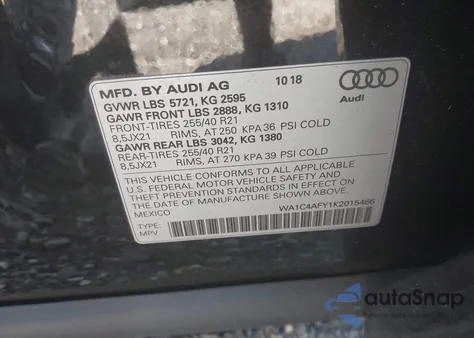 MFD. BY AUDI AG 10 18
GVWR LBS 5721, KG 2595
GAWR FRONT LBS 2888, KG 1310
FRONT-TIRES 255/40 R21
8,5JX21 RIMS, AT 250 KPA 36 PSI COLD
GAWR REAR LBS 3042, KG 1380
REAR-TIRES 255/40 R21
8,5JX21 RIMS, AT 270 KPA 39 PSI COLD
Audi
THIS VEHICLE CONFORMS TO ALL APPLICABLE
U.S. FEDERAL MOTOR VEHICLE SAFETY AND
THEFT PREVENTION STANDARDS IN EFFECT ON
THE DATE OF MANUFACTURE SHOWN ABOVE
MEXICO
WA1C4AFY1K2015466
TYPE:
MPV
autoSnap